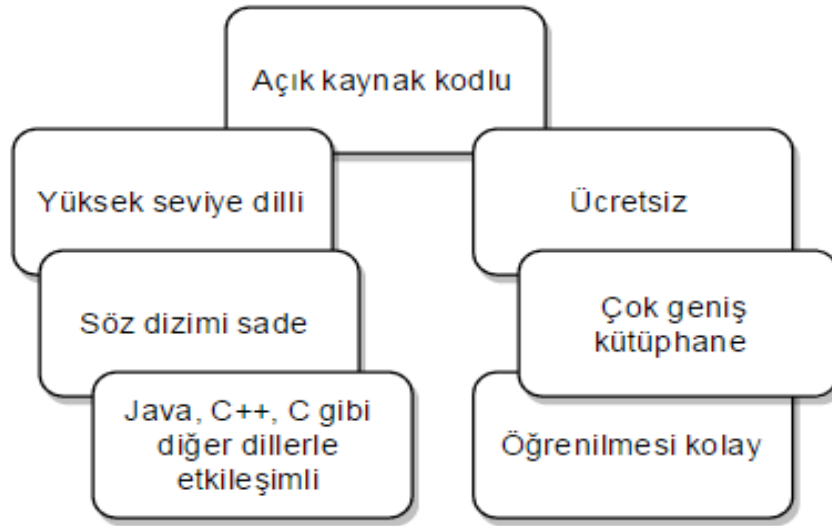 Açık kaynak kodlu
Yüksek seviye dilli
Ücretsiz
Söz dizimi sade
Çok geniş
kütüphane
Java, C++, C gibi
diğer dillerle
etkileşimli
Öğrenilmesi kolay